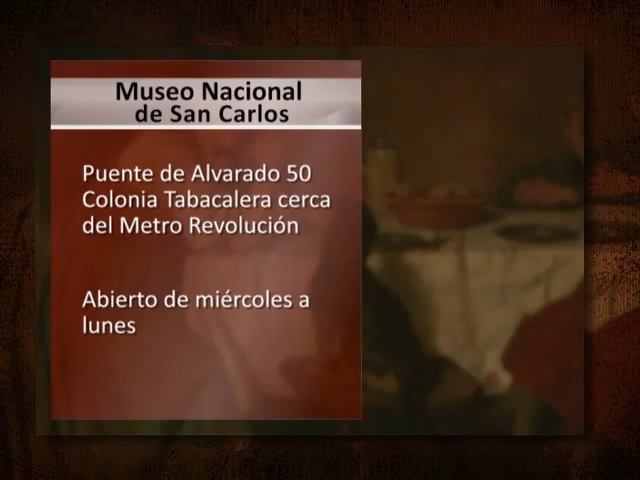 Museo Nacional
de San Carlos
Puente de Alvarado 50
Colonia Tabacalera cerca
del Metro Revolución
Abierto de miércoles a
lunes